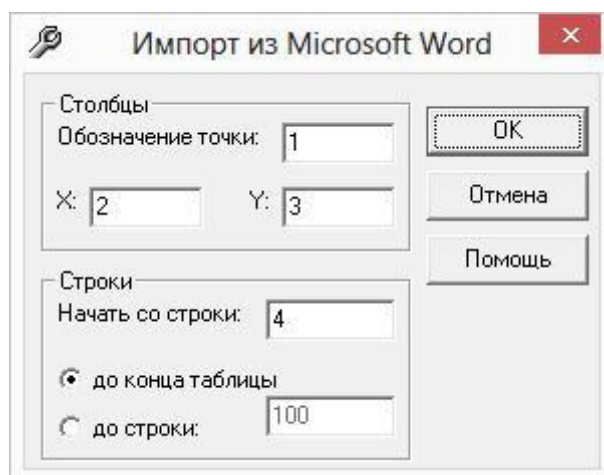 Импорт из Microsoft Word
Столбцы
Обозначение точки: 1
X: 2 Y: 3
OK
Отмена
Помощь
Строки
Начать со строки: 4
до конца таблицы
до строки: 100